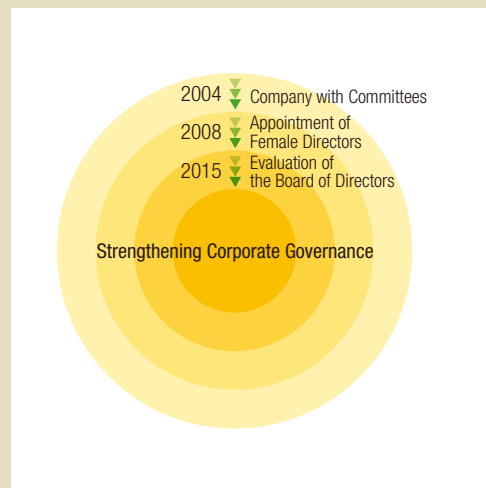 2004 Company with Committees
2008 Appointment of
Female Directors
2015 Evaluation of
the Board of Directors
Strengthening Corporate Governance